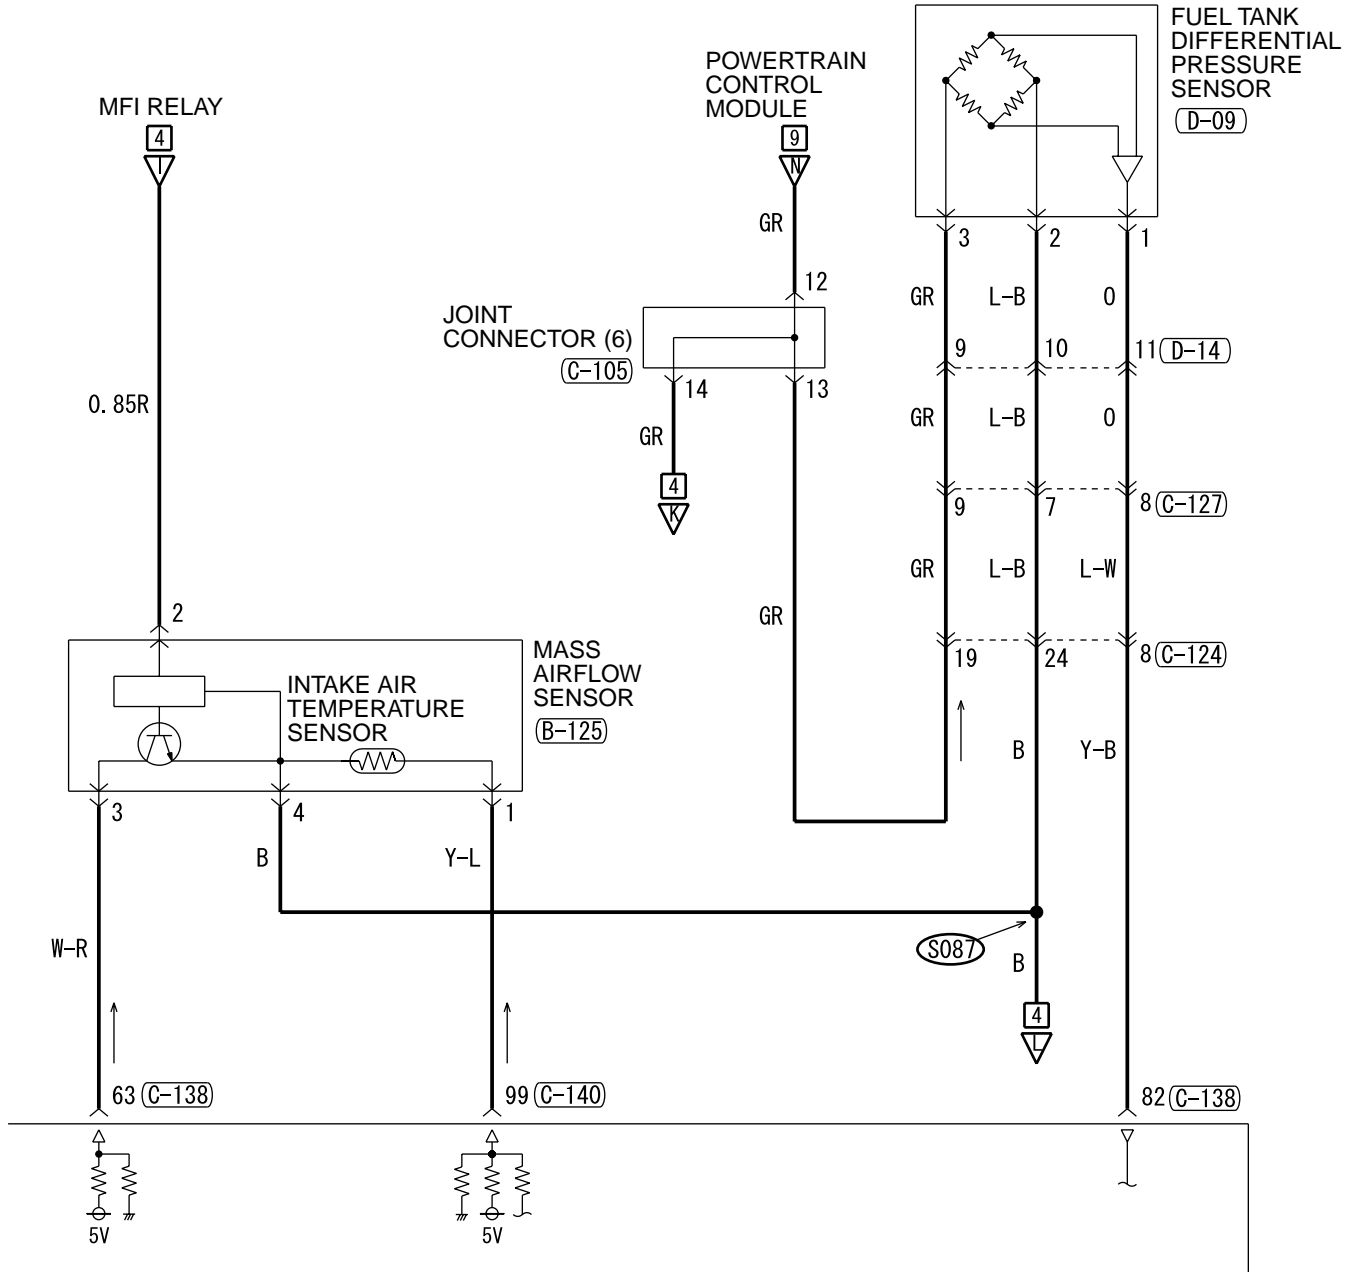 FUEL TANK
DIFFERENTIAL
PRESSURE
SENSOR
D-09
POWERTRAIN
CONTROL
MODULE
9
N
MFI RELAY
4
I
GR
3
2
1
12
GR
L-B
O
JOINT
CONNECTOR (6)
C-105
9
10
11 D-14
14
13
0.85R
GR
L-B
O
GR
4
K
9
7
8 C-127
GR
L-B
L-W
GR
2
MASS
AIRFLOW
SENSOR
B-125
INTAKE AIR
TEMPERATURE
SENSOR
19
24
8 C-124
B
Y-B
3
4
1
B
Y-L
W-R
S087
B
4
L
63 C-138
99 C-140
82 C-138
5V
5V